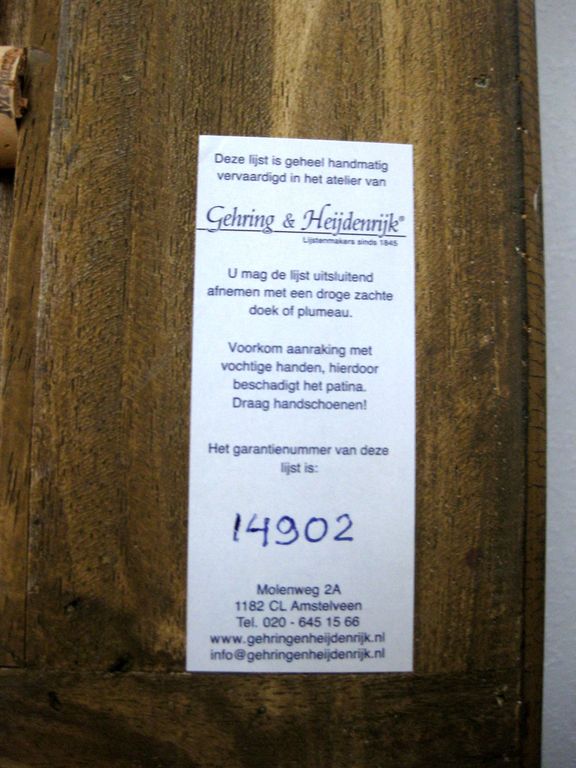 Deze lijst is geheel handmatig
vervaardigd in het atelier van
Gehring & Heijdenrijk®
Lijstenmakers sinds 1845
U mag de lijst uitsluitend
afnemen met een droge zachte
doek of plumeau.
Voorkom aanraking met
vochtige handen, hierdoor
beschadigt het patina.
Draag handschoenen!
Het garantienummer van deze
lijst is:
14902
Molenweg 2A
1182 CL Amstelveen
Tel. 020 - 645 15 66
www.gehringenheijdenrijk.nl
info@gehringenheijdenrijk.nl